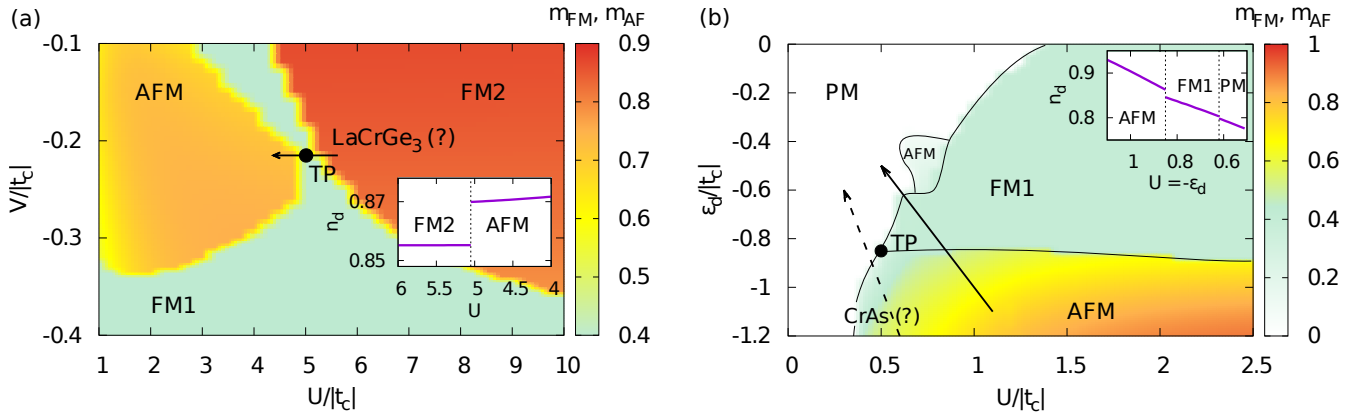 (a)
m_FM, m_AF
-0.1
-0.2
-0.3
-0.4
V/|t_c|
AFM
FM2
LaCrGe_3 (?)
TP
FM1
0.87
0.85
n_d
FM2
AFM
6
5
4
U
1 2 3 4 5 6 7 8 9 10
U/|t_c|
0.9
0.8
0.7
0.6
0.5
0.4
(b)
m_FM, m_AF
0
-0.2
-0.4
-0.6
-0.8
-1
-1.2
ε_d/|t_c|
PM
AFM
FM1
TP
CrAs (?)
AFM
0.9
0.8
n_d
AFM
FM1
PM
1 0.8 0.6
U =-ε_d
0 0.5 1 1.5 2 2.5
U/|t_c|
1
0.8
0.6
0.4
0.2
0